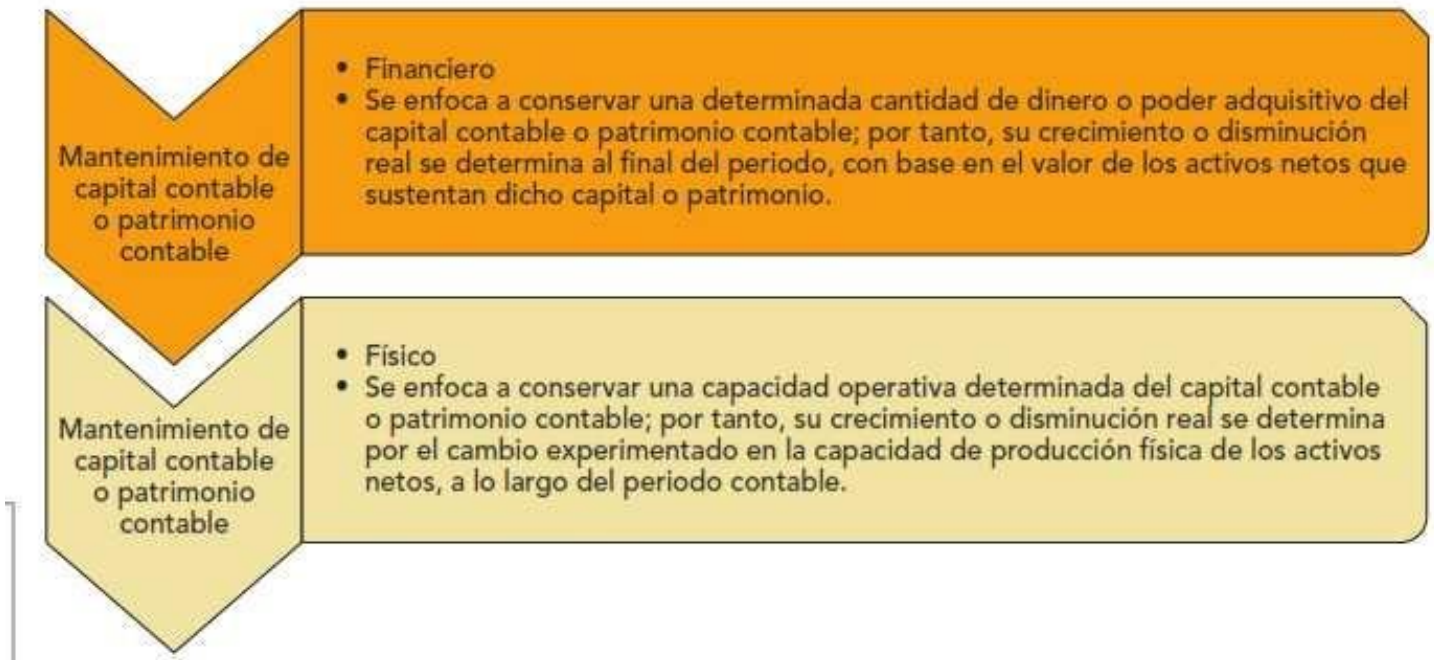 Mantenimiento de
capital contable
o patrimonio
contable
• Financiero
• Se enfoca a conservar una determinada cantidad de dinero o poder adquisitivo del
capital contable o patrimonio contable; por tanto, su crecimiento o disminución
real se determina al final del periodo, con base en el valor de los activos netos que
sustentan dicho capital o patrimonio.
Mantenimiento de
capital contable
o patrimonio
contable
• Físico
• Se enfoca a conservar una capacidad operativa determinada del capital contable
o patrimonio contable; por tanto, su crecimiento o disminución real se determina
por el cambio experimentado en la capacidad de producción física de los activos
netos, a lo largo del periodo contable.